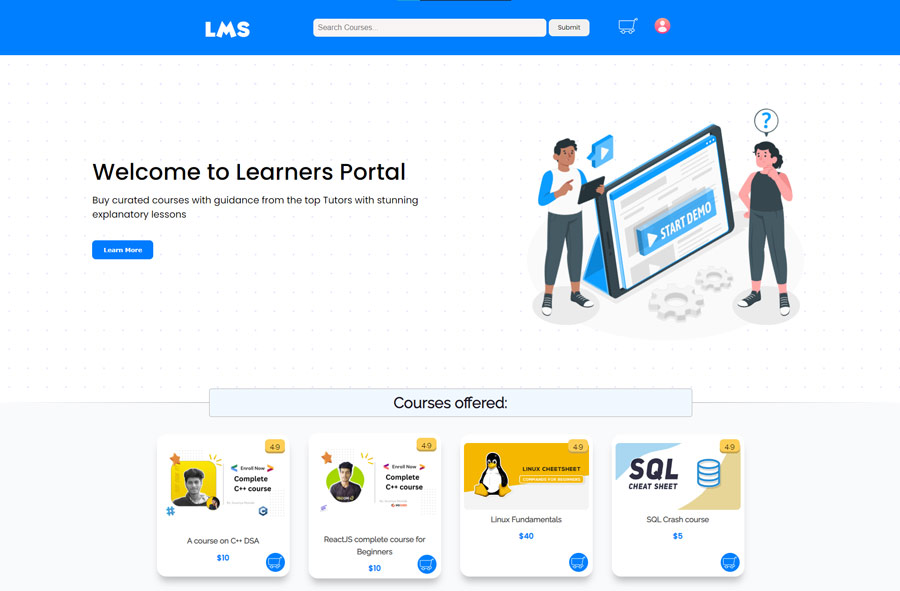 LMS
Search Courses...
Submit
Welcome to Learners Portal
Buy curated courses with guidance from the top Tutors with stunning
explanatory lessons
Learn More
?
START DEMO
Courses offered:
4.9
Enroll Now
Complete
C++ course
A course on C++ DSA
$10
4.9
Enroll Now
Complete
C++ course
ReactJS complete course for
Beginners
$10
4.9
LINUX CHEETSHEET
COMPANION FOR BEGINNERS
Linux Fundamentals
$40
4.9
SQL
CHEAT SHEET
SQL Crash course
$5